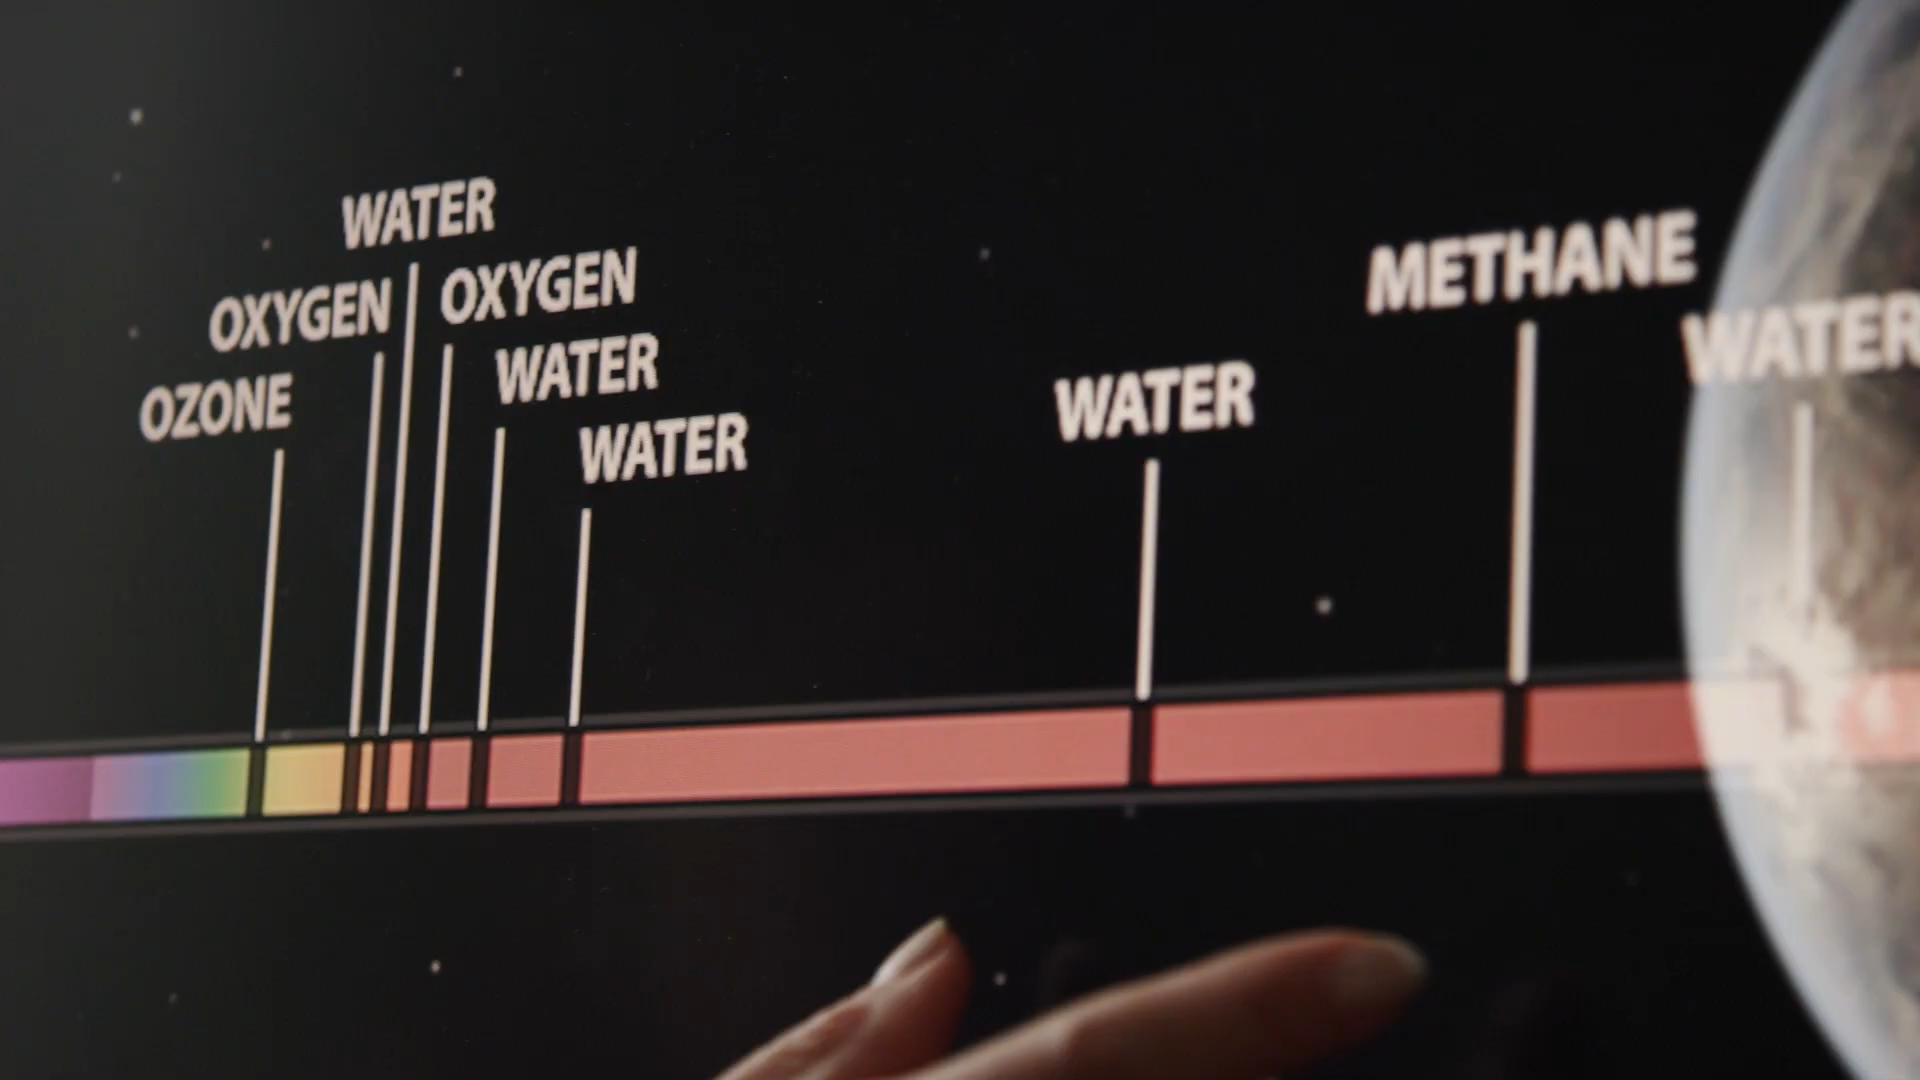 WATER
OXYGEN
OXYGEN
OZONE
WATER
WATER
WATER
METHANE
WATER